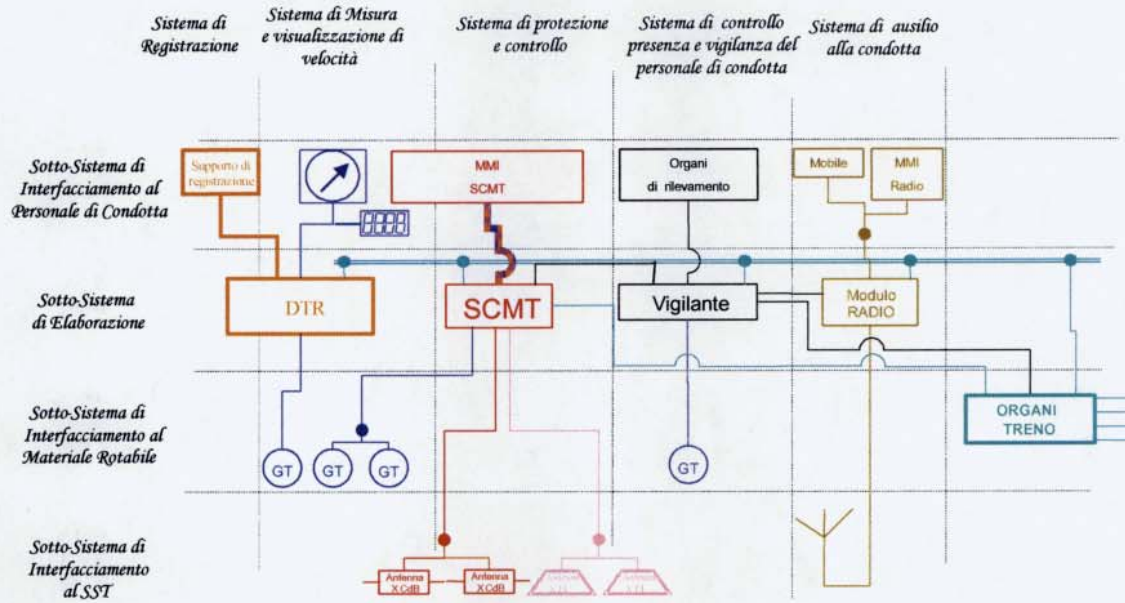 Sistema di
Registrazione
Sistema di Misura
e visualizzazione di
velocità
Sistema di protezione
e controllo
Sistema di controllo
presenza e vigilanza del
personale di condotta
Sistema di ausilio
alla condotta
Sotto-Sistema di
Interfacciamento al
Personale di Condotta
Supporto di
registrazione
MMI
SCMT
Organi
di rilevamento
Mobile
MMI
Radio
Sotto-Sistema
di Elaborazione
DTR
SCMT
Vigilante
Modulo
RADIO
Sotto-Sistema di
Interfacciamento al
Materiale Rotabile
GT
GT
GT
GT
ORGANI
TRENO
Sotto-Sistema di
Interfacciamento
al SST
Antenna
X CdB
Antenna
X CdB